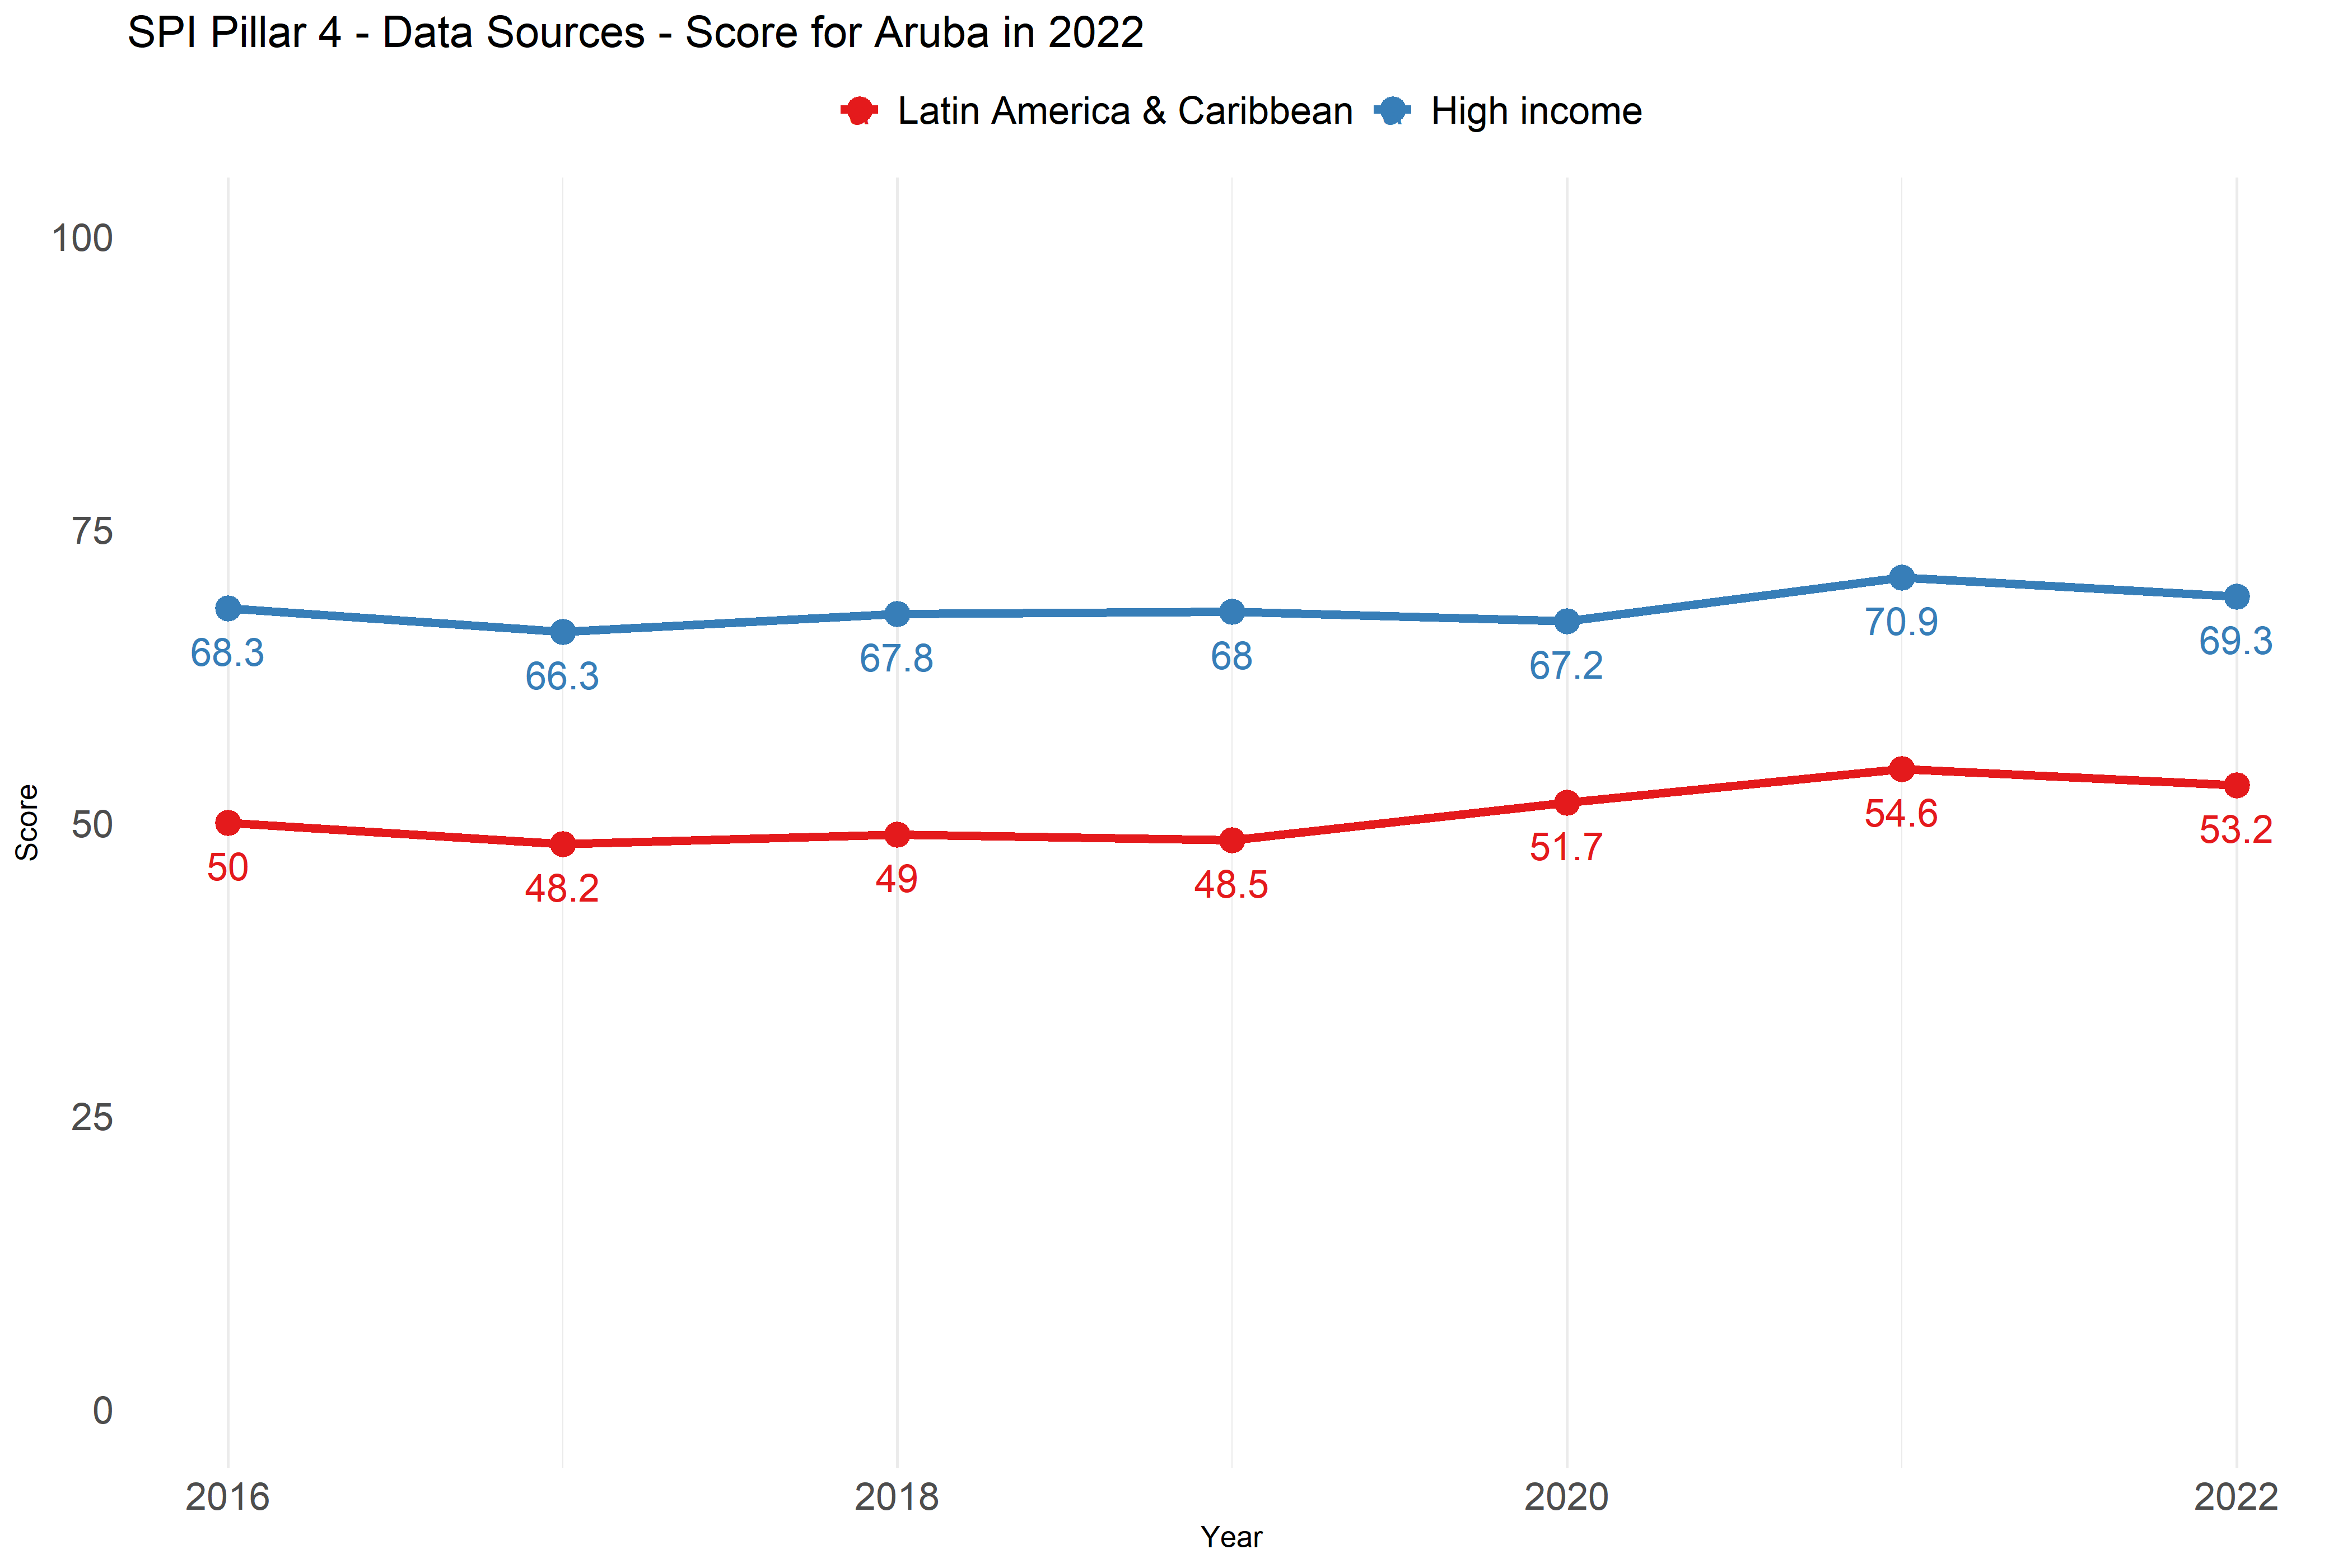 SPI Pillar 4 - Data Sources - Score for Aruba in 2022
Latin America & Caribbean High income
100
75
68.3 66.3 67.8 68 67.2 70.9 69.3
Score
50
50 48.2 49 48.5 51.7 54.6 53.2
25
0
2016 2018 2020 2022
Year